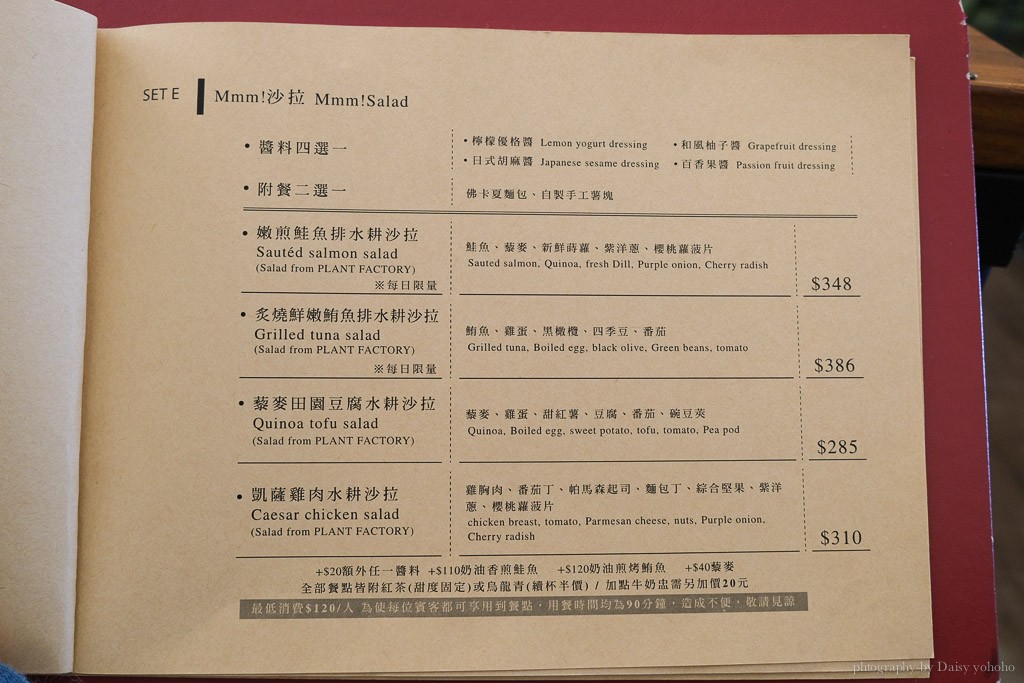 SET E Mmm!沙拉 Mmm!Salad
• 醬料四選一
• 檸檬優格醬 Lemon yogurt dressing • 和風柚子醬 Grapefruit dressing
• 日式胡麻醬 Japanese sesame dressing • 百香果醬 Passion fruit dressing
• 附餐二選一
佛卡夏麵包、自製手工薯塊
• 嫩煎鮭魚排水耕沙拉
Sautéd salmon salad
(Salad from PLANT FACTORY)
※每日限量
鮭魚、藜麥、新鮮蒔蘿、紫洋蔥、櫻桃蘿菠片
Sauted salmon, Quinoa, fresh Dill, Purple onion, Cherry radish
$348
• 炙燒鮮嫩鮪魚排水耕沙拉
Grilled tuna salad
(Salad from PLANT FACTORY)
※每日限量
鮪魚、雞蛋、黑橄欖、四季豆、番茄
Grilled tuna, Boiled egg, black olive, Green beans, tomato
$386
• 藜麥田園豆腐水耕沙拉
Quinoa tofu salad
(Salad from PLANT FACTORY)
藜麥、雞蛋、甜紅薯、豆腐、番茄、碗豆莢
Quinoa, Boiled egg, sweet potato, tofu, tomato, Pea pod
$285
• 凱薩雞肉水耕沙拉
Caesar chicken salad
(Salad from PLANT FACTORY)
雞胸肉、番茄丁、帕馬森起司、麵包丁、綜合堅果、紫洋
蔥、櫻桃蘿菠片
chicken breast, tomato, Parmesan cheese, nuts, Purple onion,
Cherry radish
$310
+$20額外任一醬料 +$110奶油香煎鮭魚 +$120奶油煎烤鮪魚 +$40藜麥
全部餐點皆附紅茶(甜度固定)或烏龍青(續杯半價) / 加點牛奶盅需另加價20元
最低消費$120/人 為使每位賓客都可享用到餐點，用餐時間均為90分鐘，造成不便，敬請見諒
phtography by Daisy yohoho